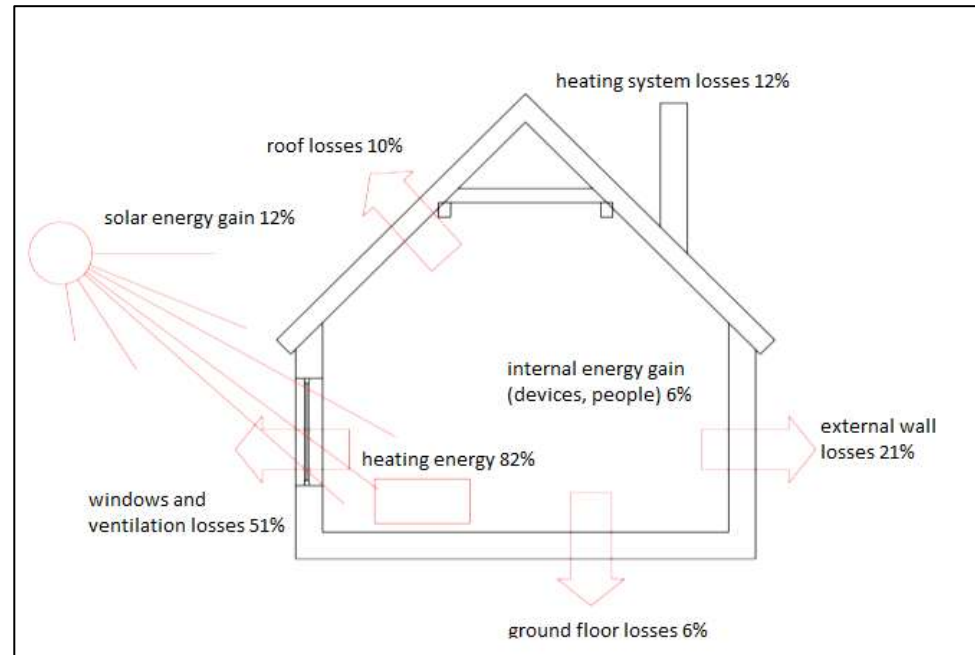 heating system losses 12%
roof losses 10%
solar energy gain 12%
internal energy gain
(devices, people) 6%
external wall
losses 21%
heating energy 82%
windows and
ventilation losses 51%
ground floor losses 6%